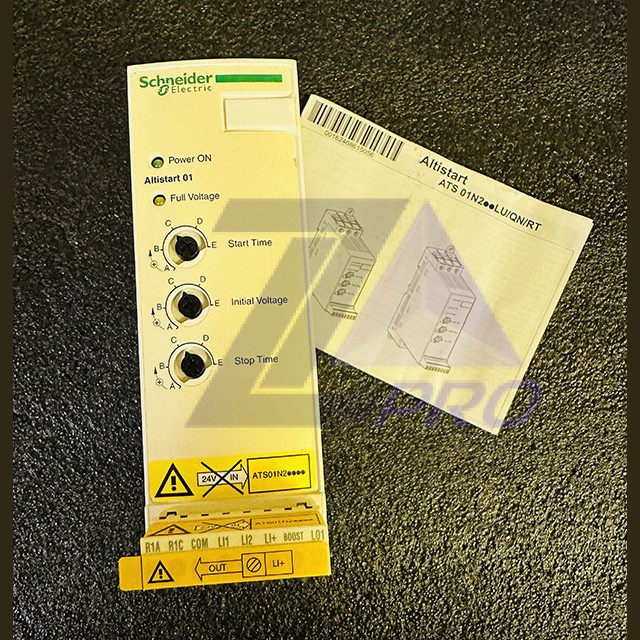 Schneider
Electric
Power ON
Altistart 01
Full Voltage
C D
B E
A
Start Time
C D
B E
A
Initial Voltage
C D
B E
A
Stop Time
24V IN
ATS01N2●●●●
R1A R1C COM LI1 LI2 LI+ BOOST LO1
OUT
LI+
Altistart
ATS 01N2●●LU/QN/RT
PRO